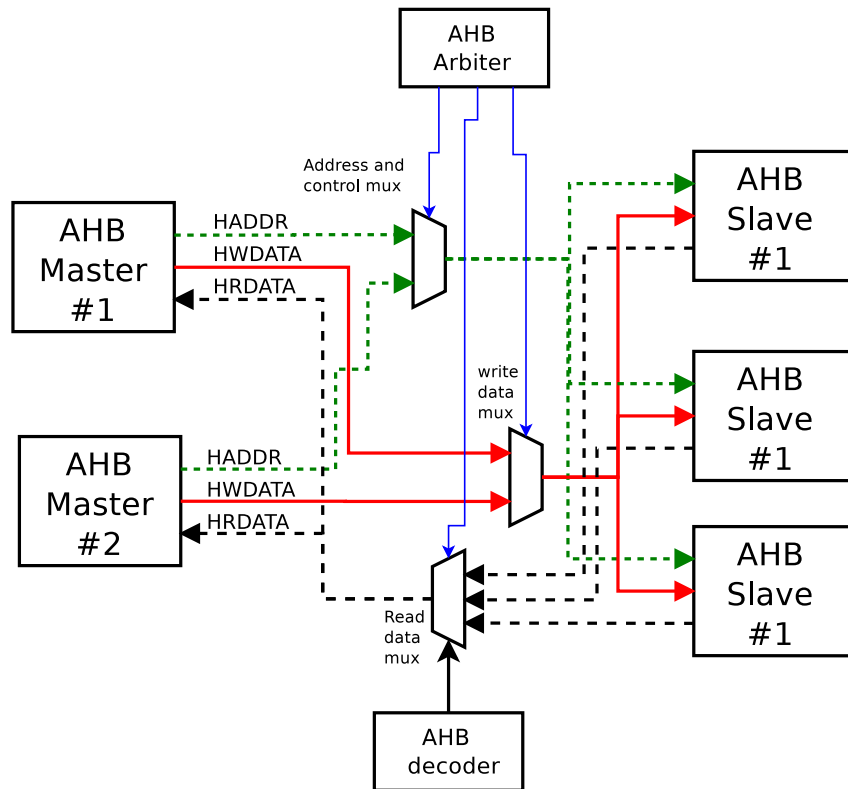 AHB
Arbiter
Address and
control mux
AHB
Master
#1
HADDR
HWDATA
HRDATA
AHB
Slave
#1
write
data
mux
AHB
Slave
#1
AHB
Master
#2
HADDR
HWDATA
HRDATA
AHB
Slave
#1
Read
data
mux
AHB
decoder